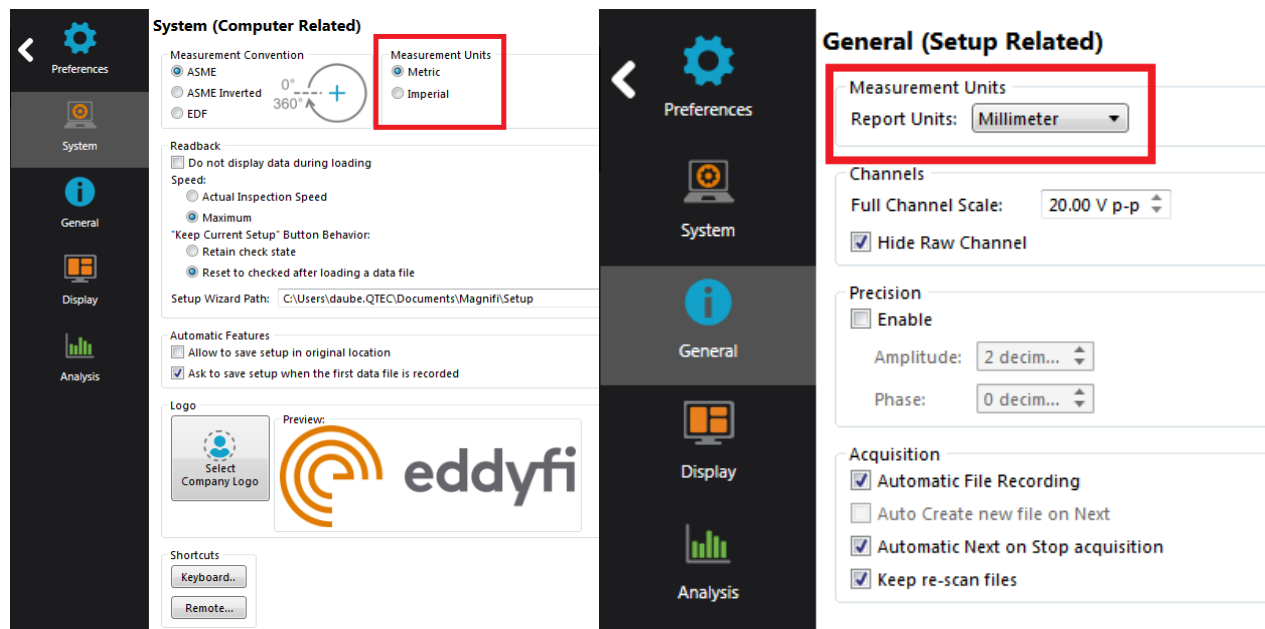 Preferences
System
General
Display
Analysis
System (Computer Related)
Measurement Convention
ASME
ASME Inverted
EDF
0°
360°
Measurement Units
Metric
Imperial
Readback
Do not display data during loading
Speed:
Actual Inspection Speed
Maximum
"Keep Current Setup" Button Behavior:
Retain check state
Reset to checked after loading a data file
Setup Wizard Path: C:\Users\daube.QTEC\Documents\Magnifi\Setup
Automatic Features
Allow to save setup in original location
Ask to save setup when the first data file is recorded
Logo
Select
Company Logo
Preview:
eddyfi
Shortcuts
Keyboard..
Remote...
Preferences
System
General
Display
Analysis
General (Setup Related)
Measurement Units
Report Units: Millimeter
Channels
Full Channel Scale: 20.00 V p-p
Hide Raw Channel
Precision
Enable
Amplitude: 2 decim...
Phase: 0 decim...
Acquisition
Automatic File Recording
Auto Create new file on Next
Automatic Next on Stop acquisition
Keep re-scan files